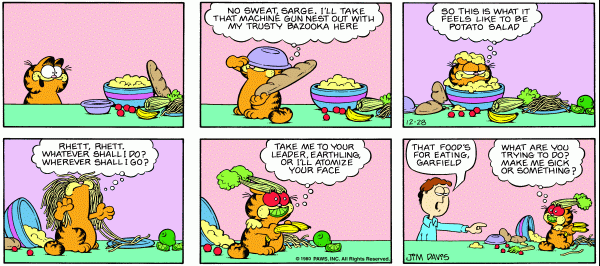 NO SWEAT, SARGE. I'LL TAKE
THAT MACHINE GUN NEST OUT WITH
MY TRUSTY BAZOOKA HERE
SO THIS IS WHAT IT
FEELS LIKE TO BE
POTATO SALAD
12-28
RHETT, RHETT.
WHATEVER SHALL I DO?
WHEREVER SHALL I GO?
TAKE ME TO YOUR
LEADER, EARTHLING,
OR I'LL ATOMIZE
YOUR FACE
© 1980 PAWS, INC. All Rights Reserved.
THAT FOOD'S
FOR EATING,
GARFIELD
WHAT ARE YOU
TRYING TO DO?
MAKE ME SICK
OR SOMETHING?
JIM DAVIS